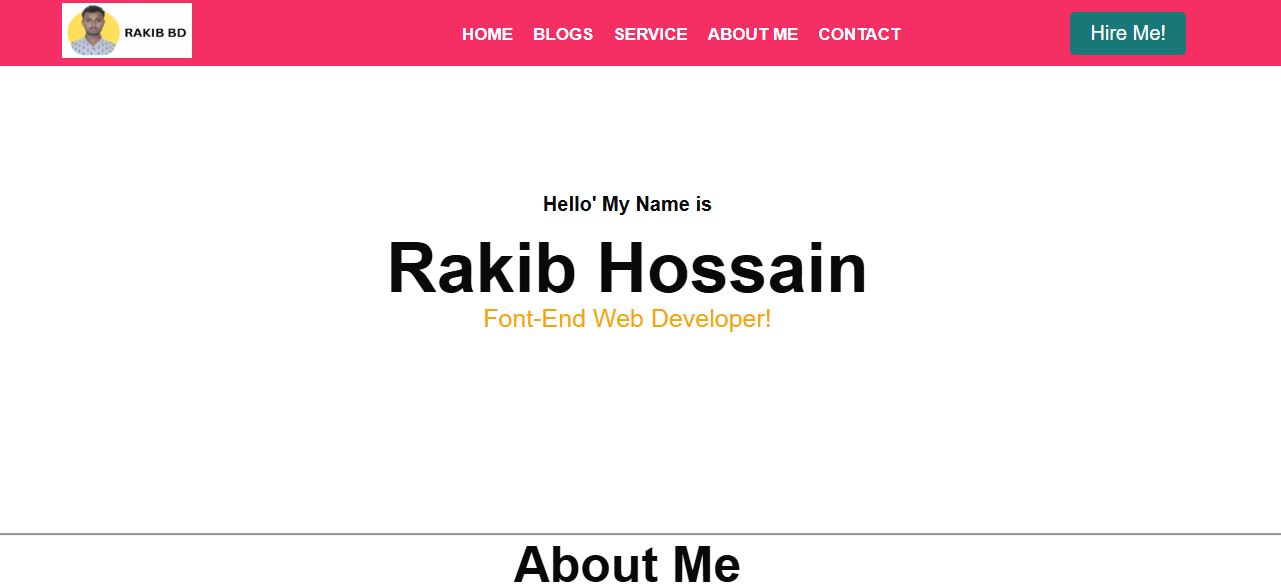 RAKIB BD
HOME BLOGS SERVICE ABOUT ME CONTACT
Hire Me!
Hello' My Name is
Rakib Hossain
Font-End Web Developer!
About Me